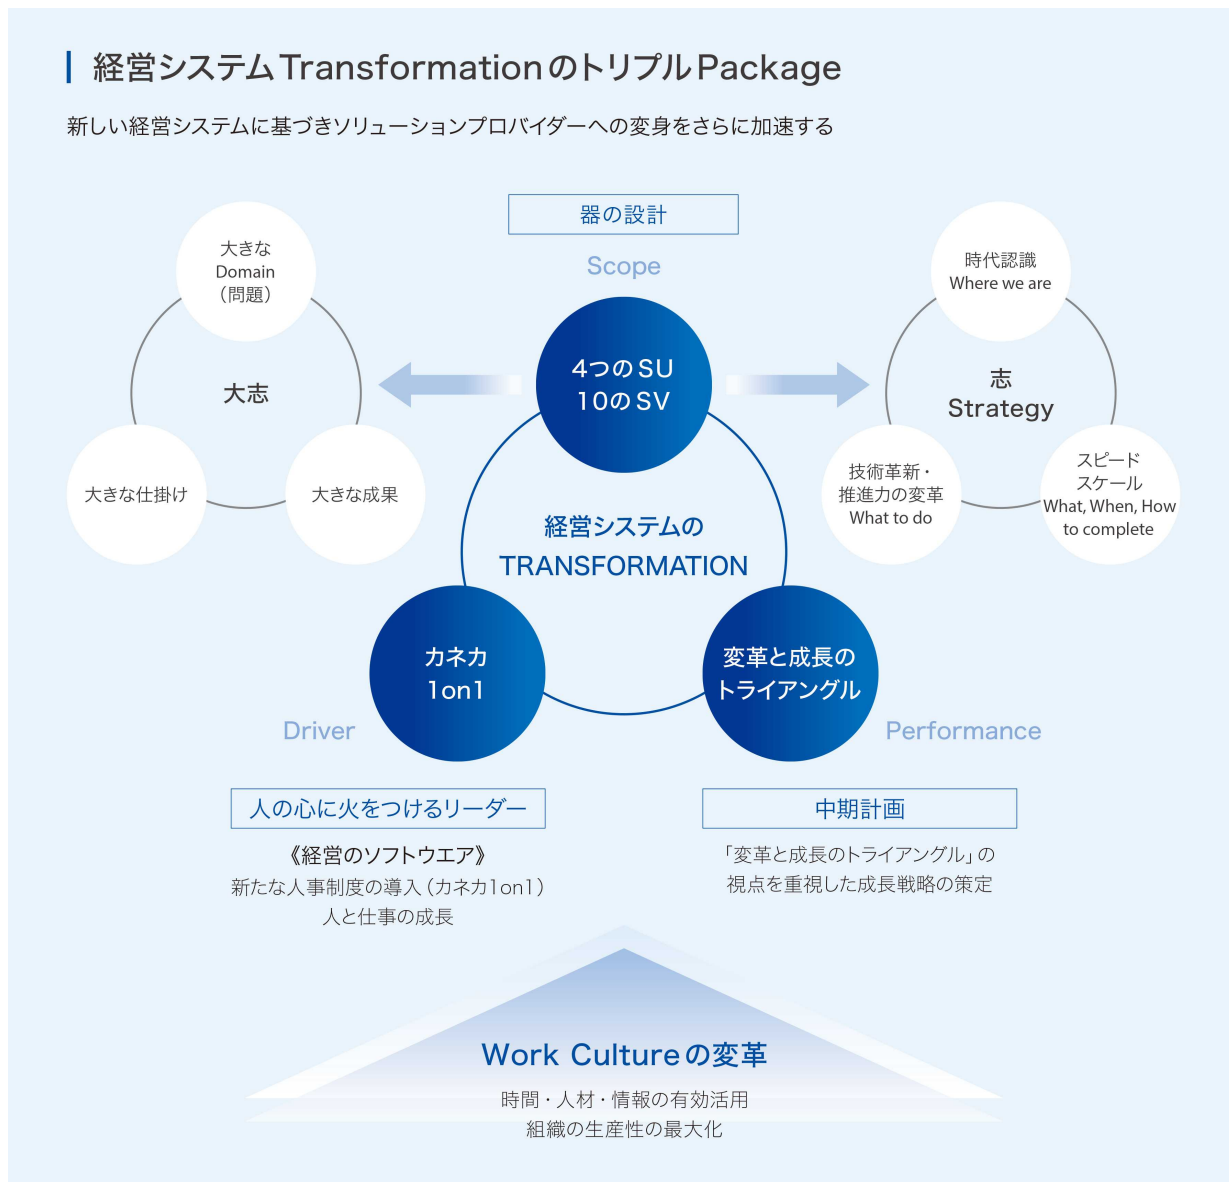 経営システムTransformationのトリプルPackage
新しい経営システムに基づきソリューションプロバイダーへの変身をさらに加速する
器の設計
Scope
4つのSU
10のSV
大きな
Domain
（問題）
大志
大きな仕掛け
大きな成果
時代認識
Where we are
志
Strategy
技術革新・
推進力の変革
What to do
スピード
スケール
What, When, How
to complete
経営システムの
TRANSFORMATION
カネカ
1on1
Driver
変革と成長の
トライアングル
Performance
人の心に火をつけるリーダー
《経営のソフトウエア》
新たな人事制度の導入（カネカ1on1）
人と仕事の成長
中期計画
「変革と成長のトライアングル」の
視点を重視した成長戦略の策定
Work Cultureの変革
時間・人材・情報の有効活用
組織の生産性の最大化